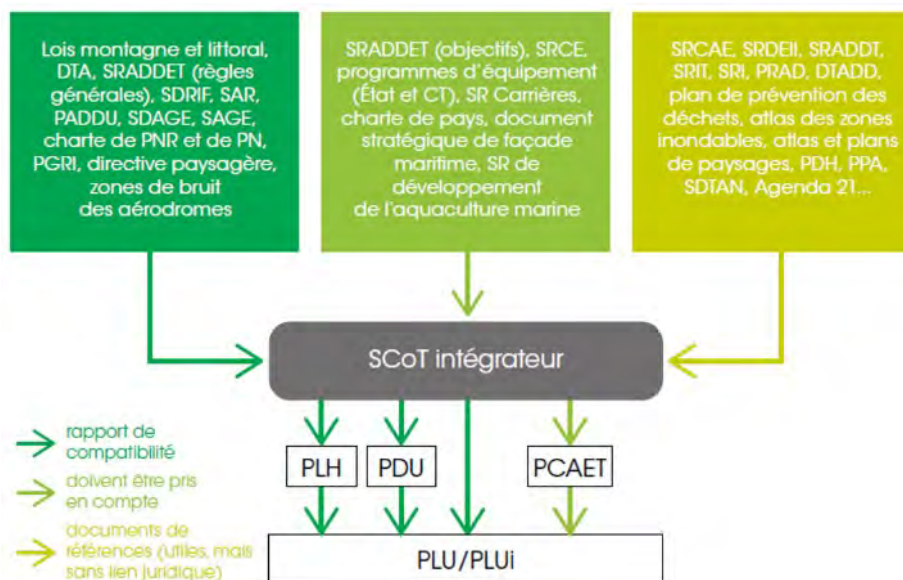 Lois montagne et littoral,
DTA, SRADDET (règles
générales), SDRIF, SAR,
PADDU, SDAGE, SAGE,
charte de PNR et de PN,
PGRI, directive paysagère,
zones de bruit
des aérodromes
SRADDET (objectifs), SRCE,
programmes d'équipement
(État et CT), SR Carrières,
charte de pays, document
stratégique de façade
maritime, SR de
développement
de l'aquaculture marine
SRCAE, SRDEII, SRADDT,
SRIT, SRI, PRAD, DTADD,
plan de prévention des
déchets, atlas des zones
inondables, atlas et plans
de paysages, PDH, PPA,
SDTAN, Agenda 21...
SCoT intégrateur
rapport de
compatibilité
doivent être pris
en compte
documents de
références (utiles, mais
sans lien juridique)
PLH
PDU
PCAET
PLU/PLUi